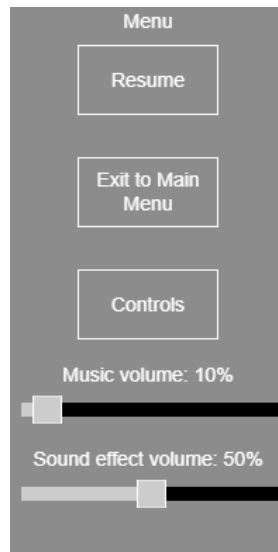 Menu
Resume
Exit to Main
Menu
Controls
Music volume: 10%
Sound effect volume: 50%